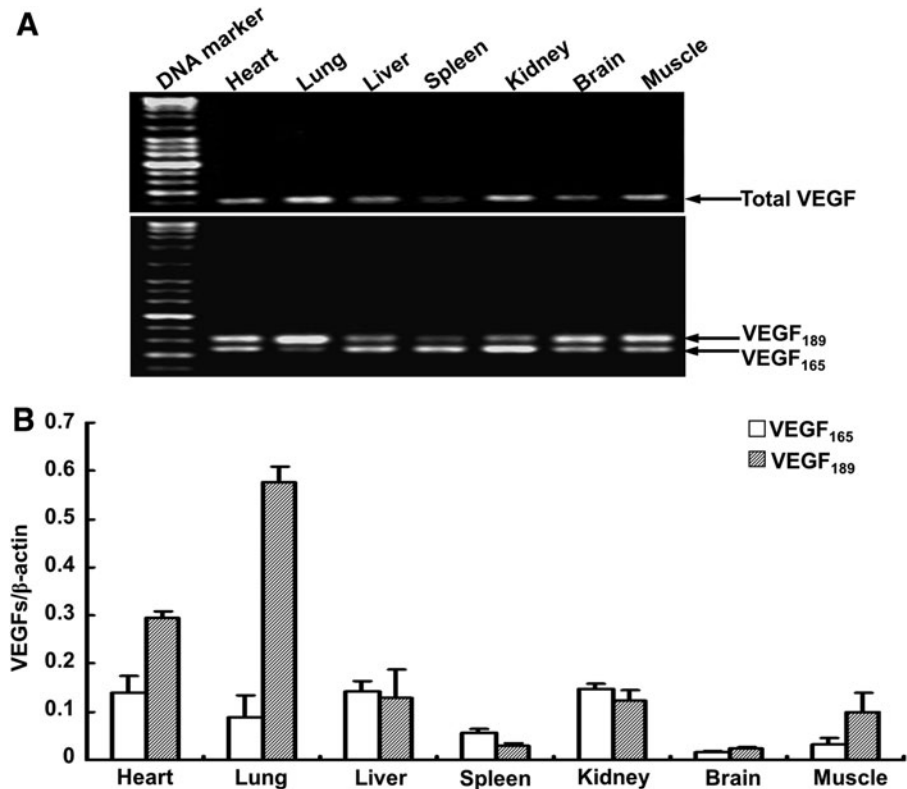 A
DNA marker Heart Lung Liver Spleen Kidney Brain Muscle
Total VEGF
VEGF₁₈₉
VEGF₁₆₅
B
VEGFs/β-actin
0.7
0.6
0.5
0.4
0.3
0.2
0.1
0
VEGF₁₆₅
VEGF₁₈₉
Heart Lung Liver Spleen Kidney Brain Muscle